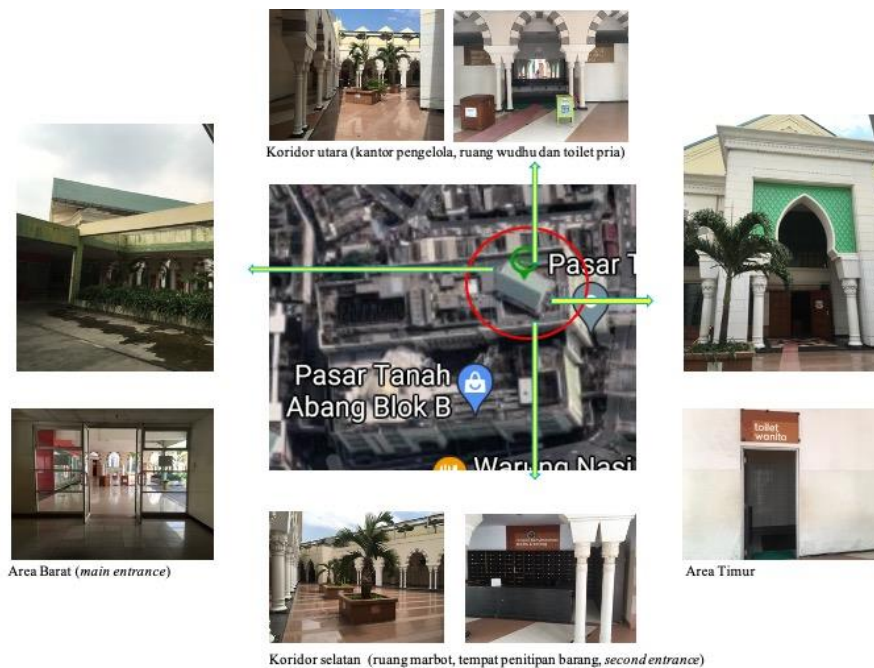 Koridor utara (kantor pengelola, ruang wudhu dan toilet pria)
Pasar T
Pasar Tanah
Abang Blok B
Warung Nasi
toilet
wanita
Area Barat (main entrance)
Area Timur
Koridor selatan (ruang marbot, tempat penitipan barang, second entrance)